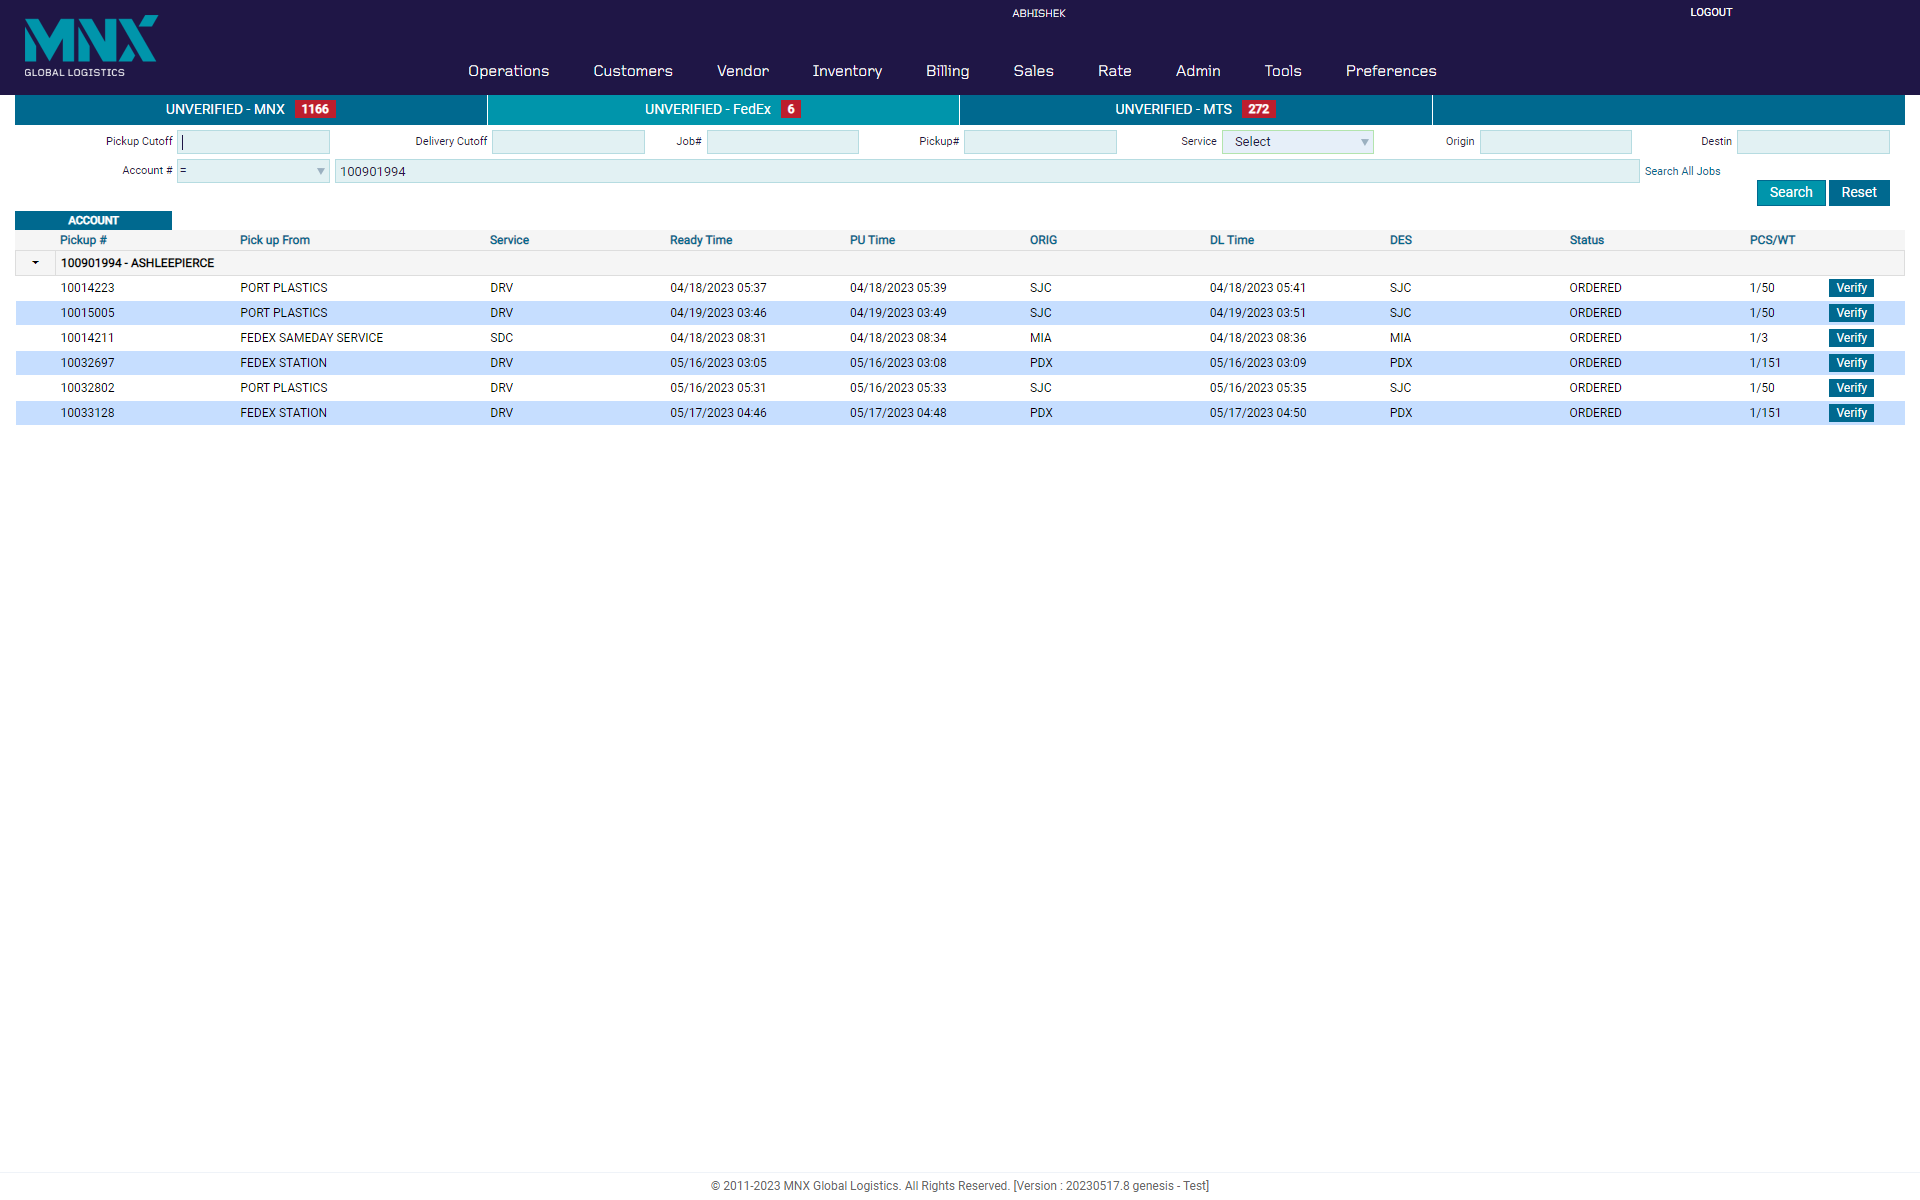 ABHISHEK
LOGOUT
MNX
GLOBAL LOGISTICS
Operations Customers Vendor Inventory Billing Sales Rate Admin Tools Preferences
UNVERIFIED - MNX 1166 UNVERIFIED - FedEx 6 UNVERIFIED - MTS 272
Pickup Cutoff Delivery Cutoff Job# Pickup# Service Select Origin Destin
Account # = 100901994 Search All Jobs
Search Reset
ACCOUNT
Pickup # Pick up From Service Ready Time PU Time ORIG DL Time DES Status PCS/WT
100901994 - ASHLEEPIERCE
10014223 PORT PLASTICS DRV 04/18/2023 05:37 04/18/2023 05:39 SJC 04/18/2023 05:41 SJC ORDERED 1/50 Verify
10015005 PORT PLASTICS DRV 04/19/2023 03:46 04/19/2023 03:49 SJC 04/19/2023 03:51 SJC ORDERED 1/50 Verify
10014211 FEDEX SAMEDAY SERVICE SDC 04/18/2023 08:31 04/18/2023 08:34 MIA 04/18/2023 08:36 MIA ORDERED 1/3 Verify
10032697 FEDEX STATION DRV 05/16/2023 03:05 05/16/2023 03:08 PDX 05/16/2023 03:09 PDX ORDERED 1/151 Verify
10032802 PORT PLASTICS DRV 05/16/2023 05:31 05/16/2023 05:33 SJC 05/16/2023 05:35 SJC ORDERED 1/50 Verify
10033128 FEDEX STATION DRV 05/17/2023 04:46 05/17/2023 04:48 PDX 05/17/2023 04:50 PDX ORDERED 1/151 Verify
© 2011-2023 MNX Global Logistics. All Rights Reserved. [Version : 20230517.8 genesis - Test]